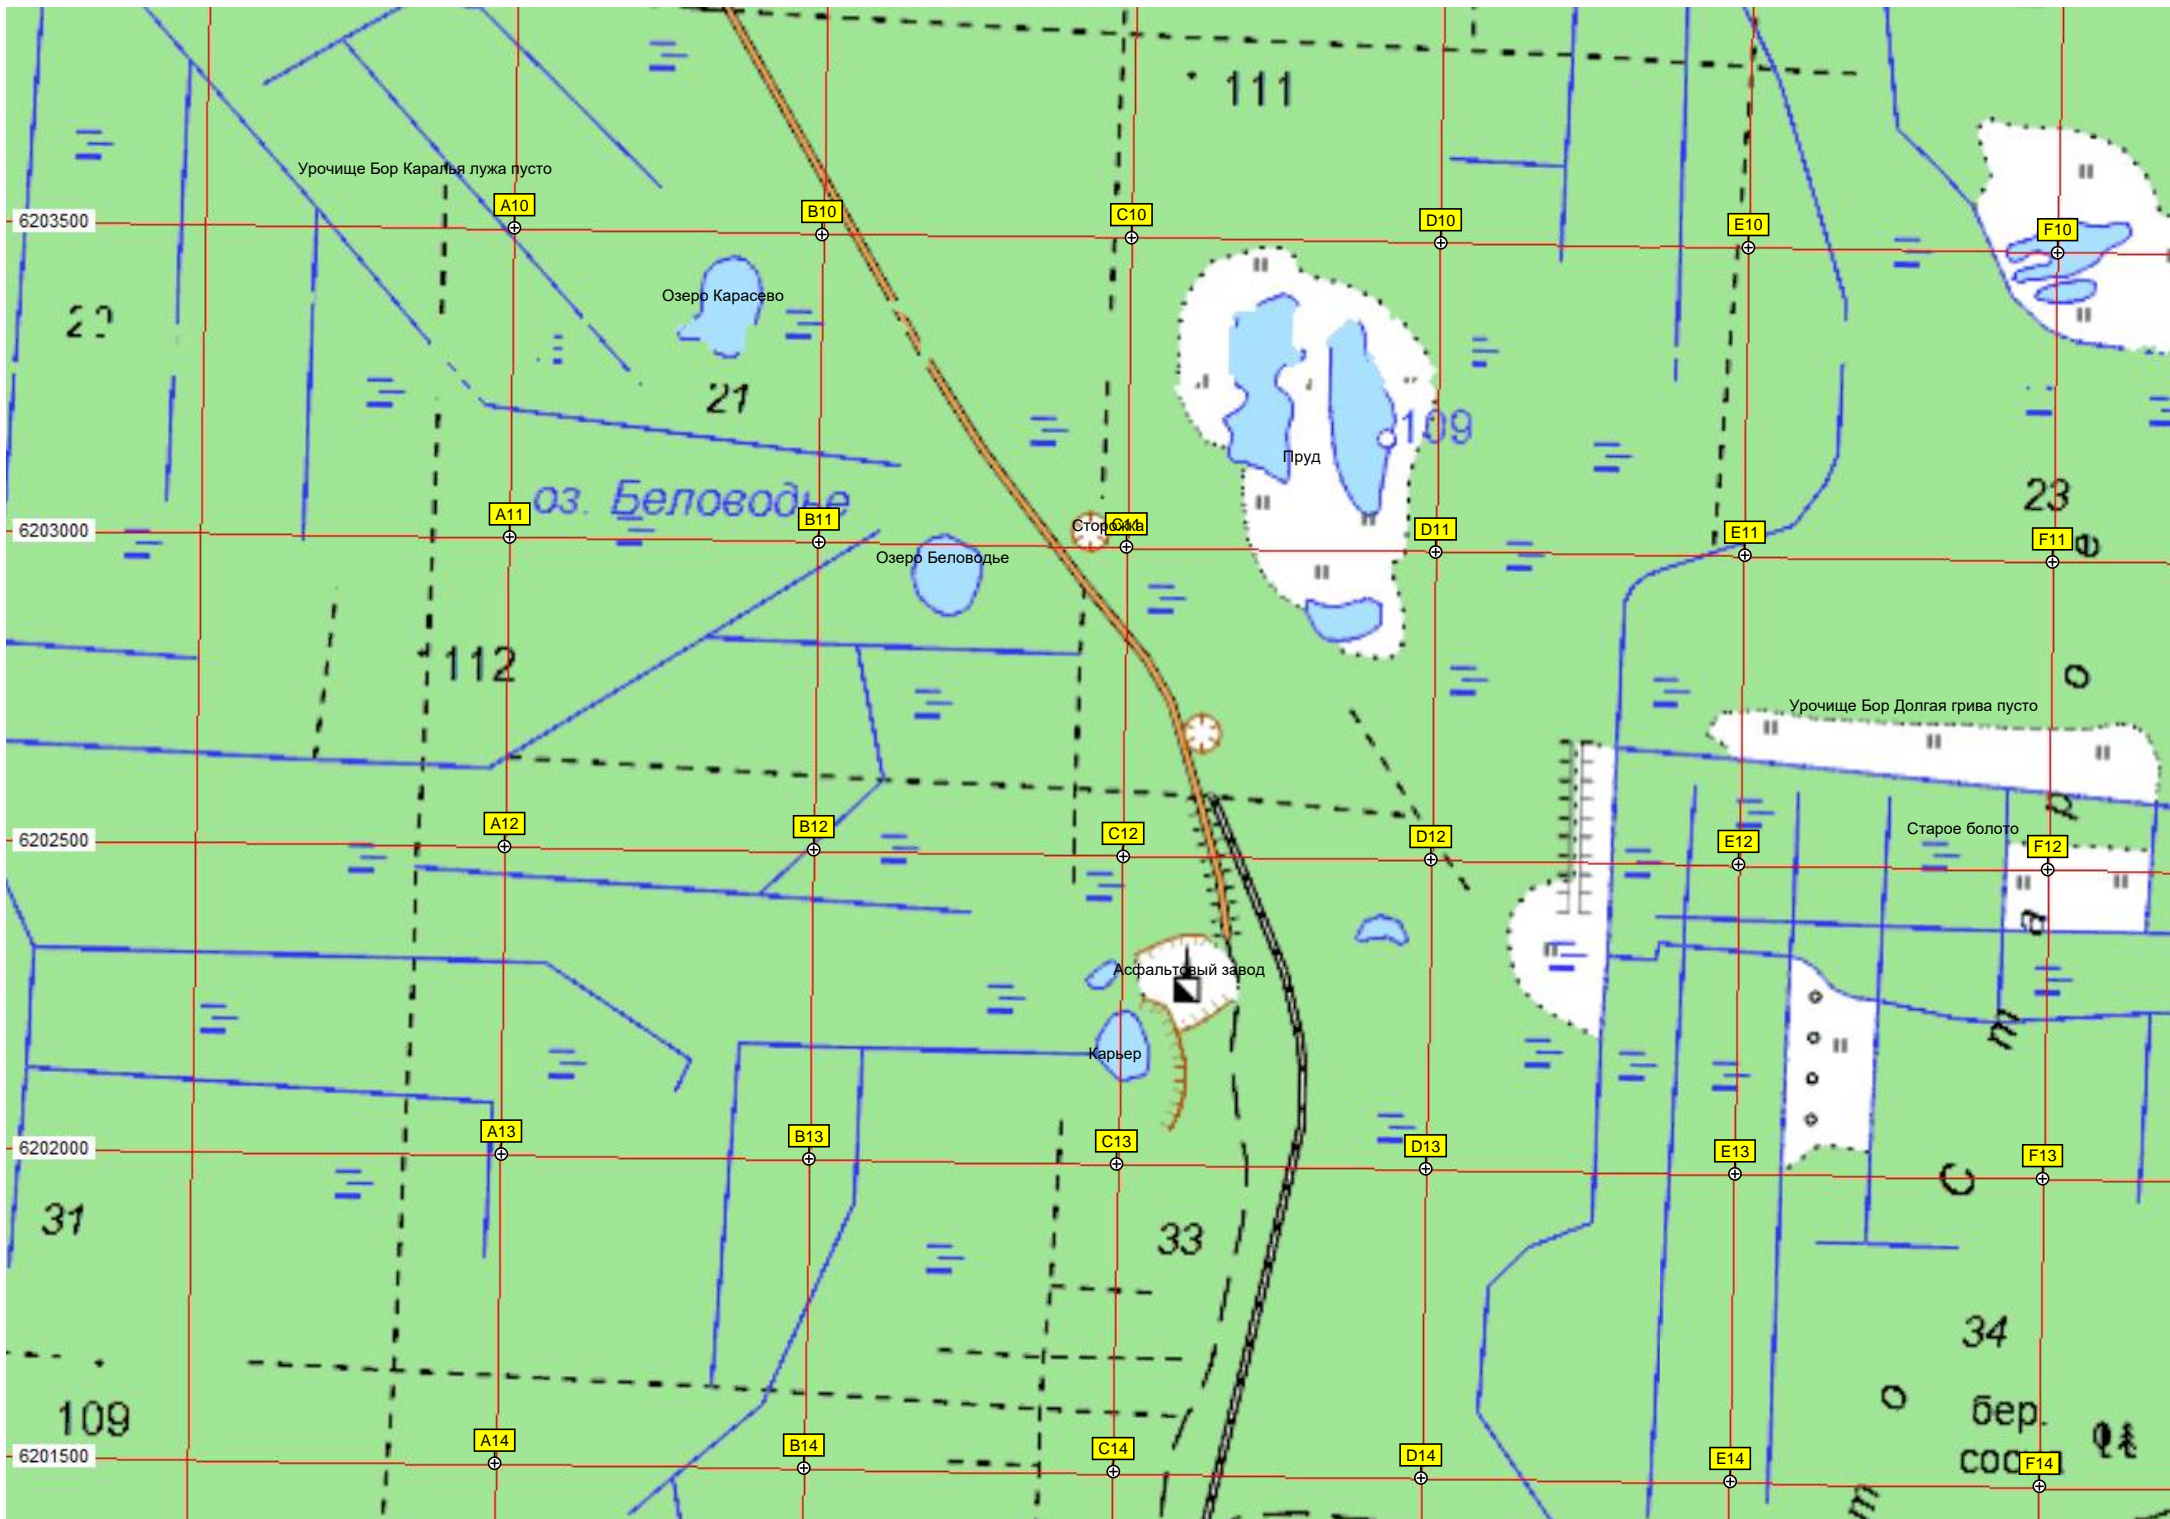 111
Урочище Бор Каралья лужа пусто
A10
B10
C10
D10
E10
F10
6203500
Озеро Карасево
21
109
Пруд
23
оз. Беловодье
A11
B11
Сторожка
C11
D11
E11
F11
6203000
е
Озеро Беловодье
112
о
Урочище Бор Долгая грива пусто
р
A12
B12
C12
D12
E12
Старое болото
F12
6202500
а
Асфальтовый завод
т
Карьер
A13
B13
C13
D13
E13
F13
6202000
С
31
33
34
109
о
бер.
A14
B14
C14
D14
E14
F14
6201500
т